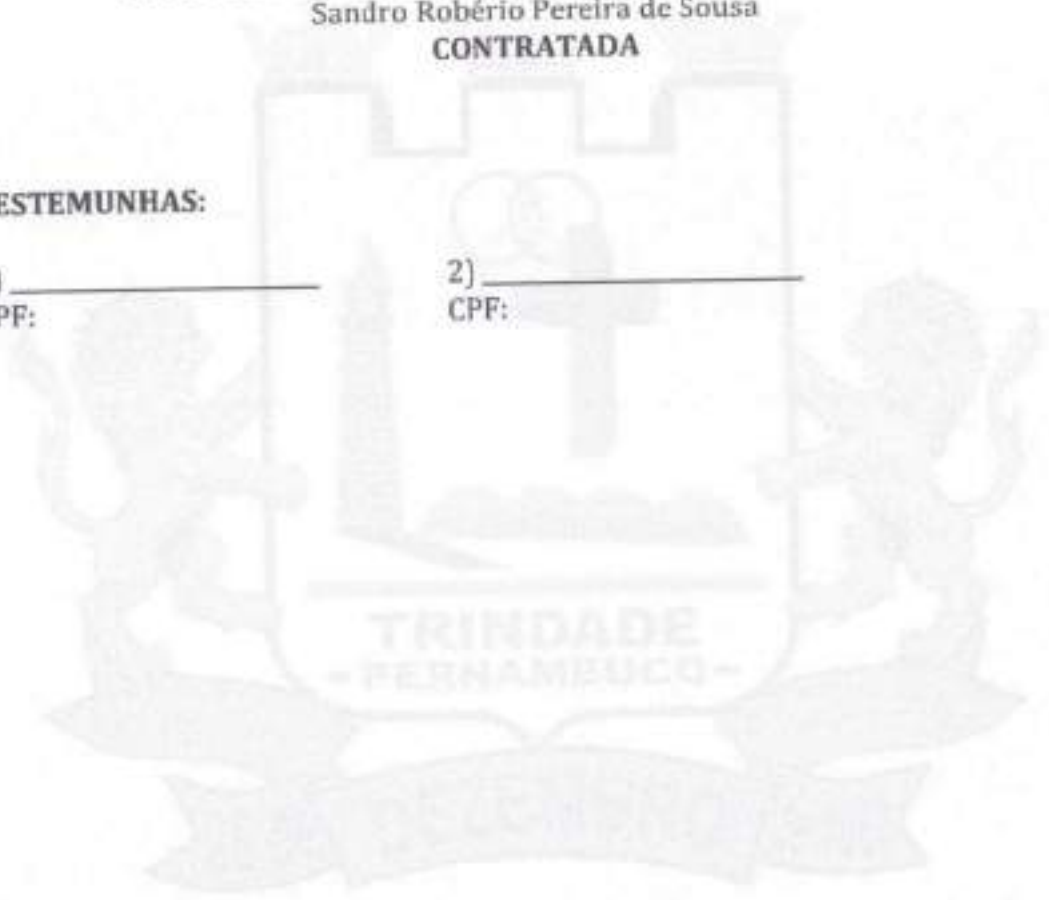 Sandro Robério Pereira de Sousa
CONTRATADA
ESTEMUNHAS:
2)
PF:
CPF:
TRINDADE
- PERNAMBUCO -